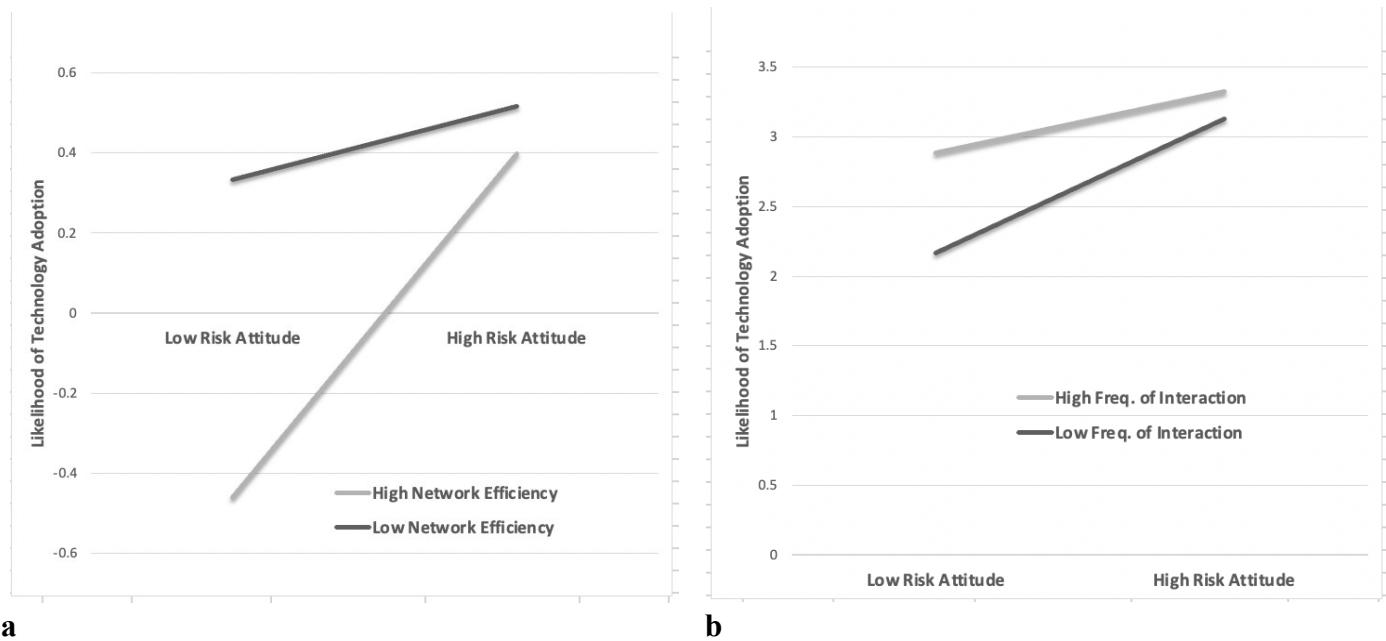 Likelihood of Technology Adoption
0.6
0.4
0.2
0
-0.2
-0.4
-0.6
Low Risk Attitude
High Risk Attitude
High Network Efficiency
Low Network Efficiency
a
Likelihood of Technology Adoption
3.5
3
2.5
2
1.5
1
0.5
0
High Freq. of Interaction
Low Freq. of Interaction
Low Risk Attitude
High Risk Attitude
b